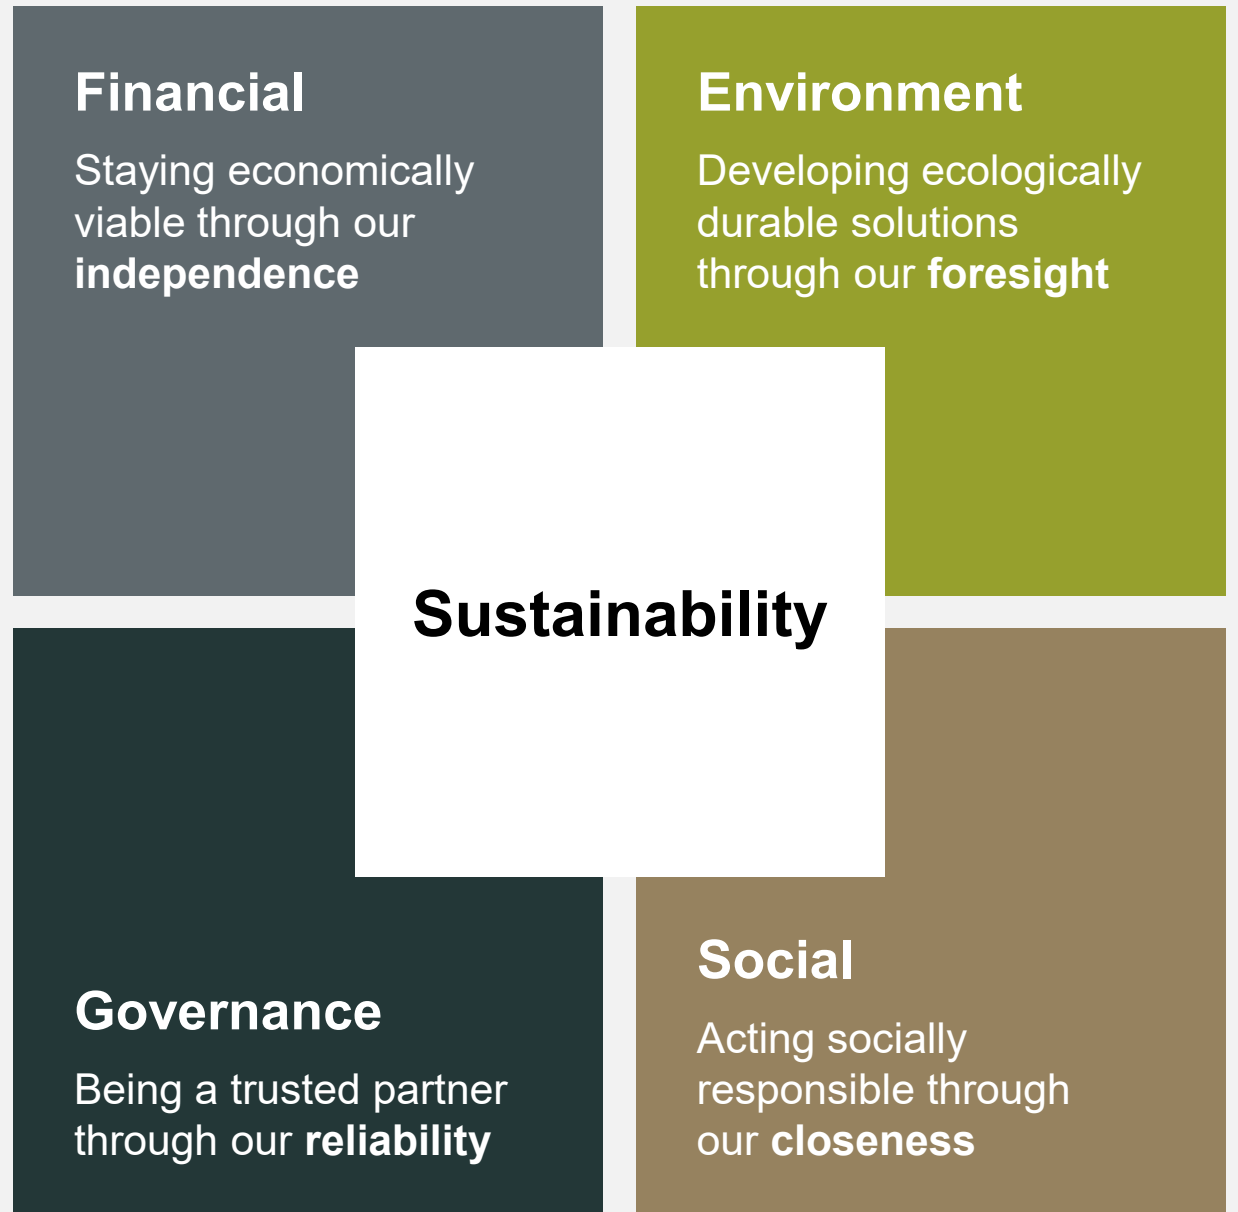 Financial
Staying economically
viable through our
independence
Environment
Developing ecologically
durable solutions
through our foresight
Sustainability
Governance
Being a trusted partner
through our reliability
Social
Acting socially
responsible through
our closeness